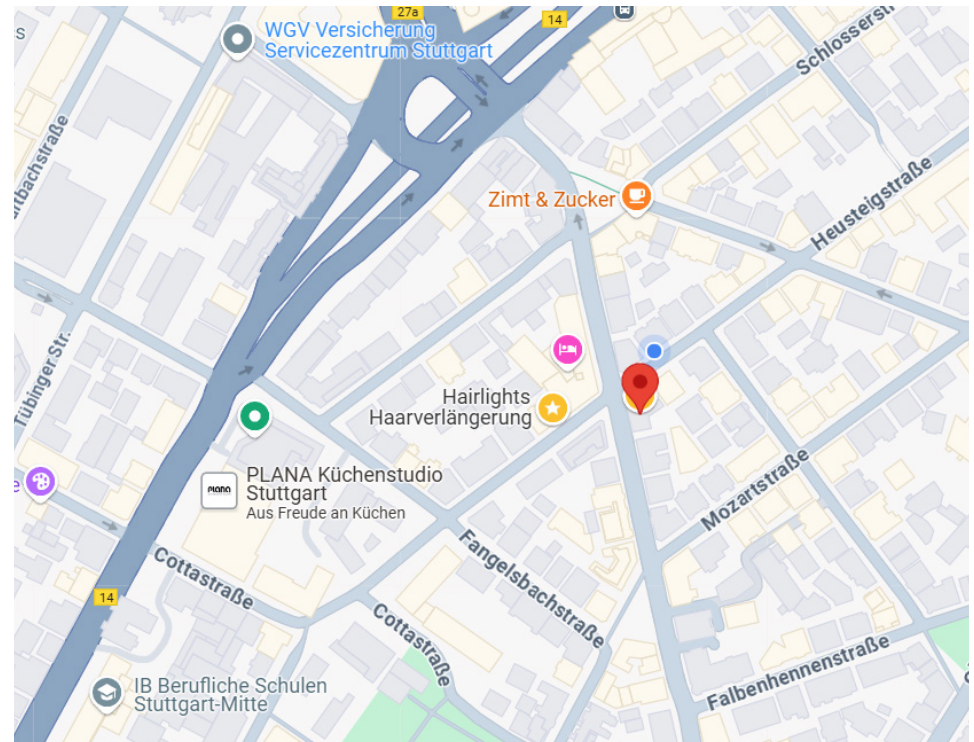 27a
14
WGV Versicherung
Servicezentrum Stuttgart
Schlosserstr
Zimt & Zucker
Heusteigstraße
Tübinger Str.
Hairlights
Haarverlängerung
PLANA
PLANA Küchenstudio
Stuttgart
Aus Freude an Küchen
Mozartstraße
Cottastraße
Fangelsbachstraße
14
Cottastraße
Falbenhennenstraße
IB Berufliche Schulen
Stuttgart-Mitte